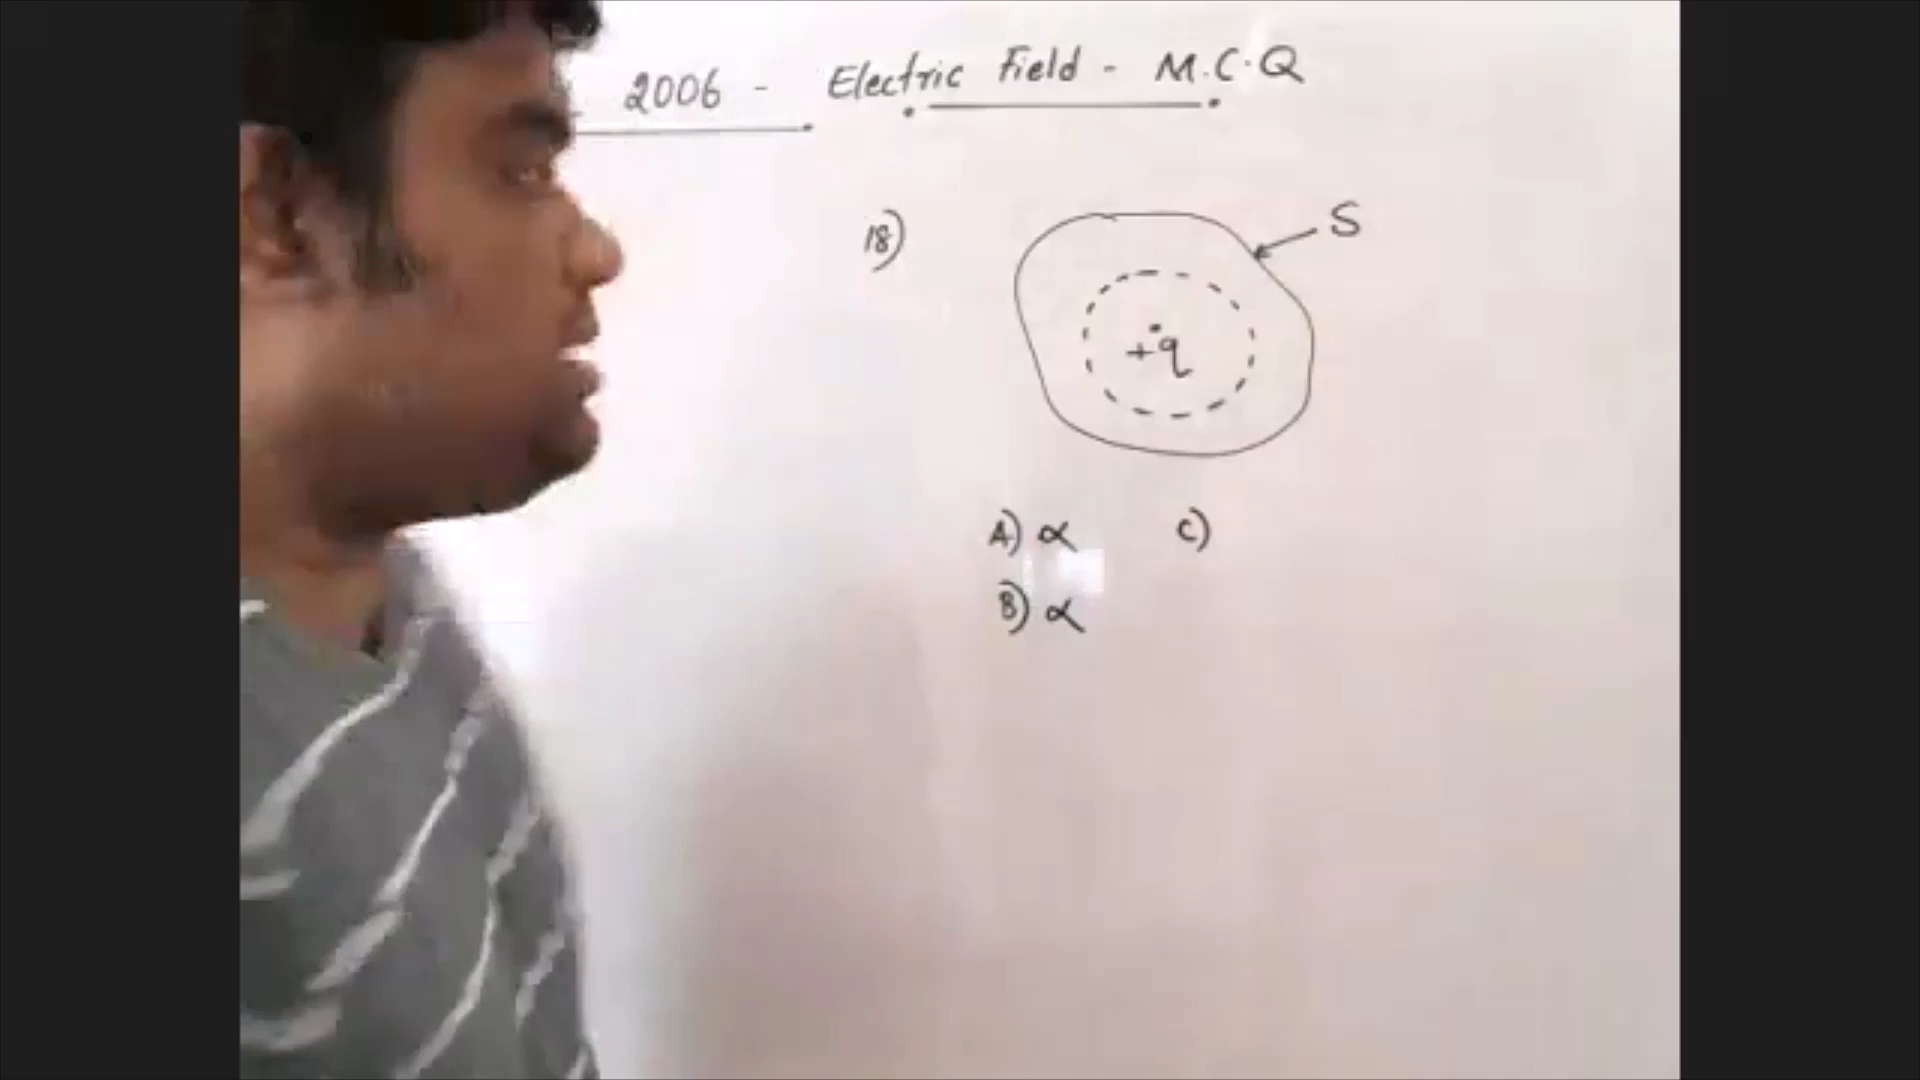 2006 - Electric Field - M.C.Q
18)
S
+q
A) ∝ C)
B) ∝